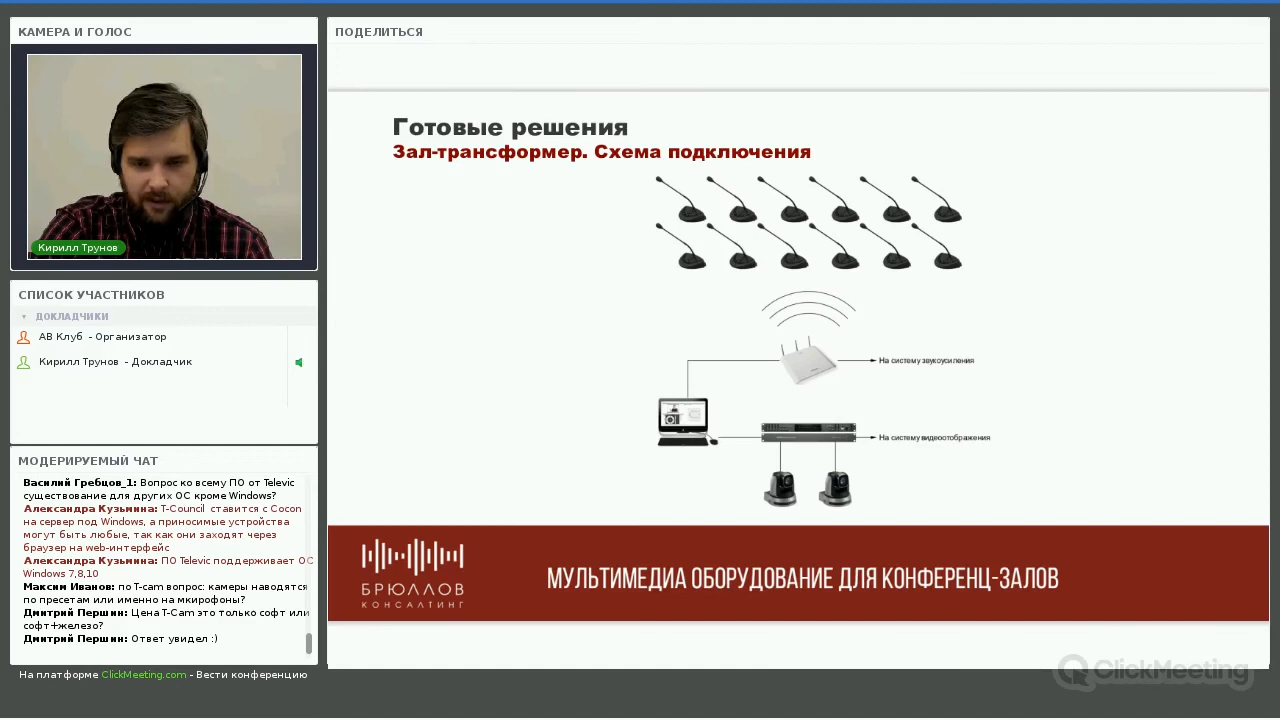 КАМЕРА И ГОЛОС
Кирилл Трунов
СПИСОК УЧАСТНИКОВ
ДОКЛАДЧИКИ
АВ Клуб - Организатор
Кирилл Трунов - Докладчик
МОДЕРИРУЕМЫЙ ЧАТ
Василий Гребцов_1: Вопрос ко всему ПО от Televic
существование для других ОС кроме Windows?
Александра Кузьмина: T-Council ставится с Cocon
на сервер под Windows, а приносимые устройства
могут быть любые, так как они заходят через
браузер на web-интерфейс
Александра Кузьмина: ПО Televic поддерживает ОС
Windows 7,8,10
Максим Иванов: по T-cam вопрос: камеры наводятся
по пресетам или именно на мкирофоны?
Дмитрий Першин: Цена T-Cam это только софт или
софт+железо?
Дмитрий Першин: Ответ увидел :)
На платформе ClickMeeting.com - Вести конференцию
ПОДЕЛИТЬСЯ
Готовые решения
Зал-трансформер. Схема подключения
На систему звукоусиления
На систему видеоотображения
БРЮЛЛОВ
КОНСАЛТИНГ
МУЛЬТИМЕДИА ОБОРУДОВАНИЕ ДЛЯ КОНФЕРЕНЦ-ЗАЛОВ
ClickMeeting